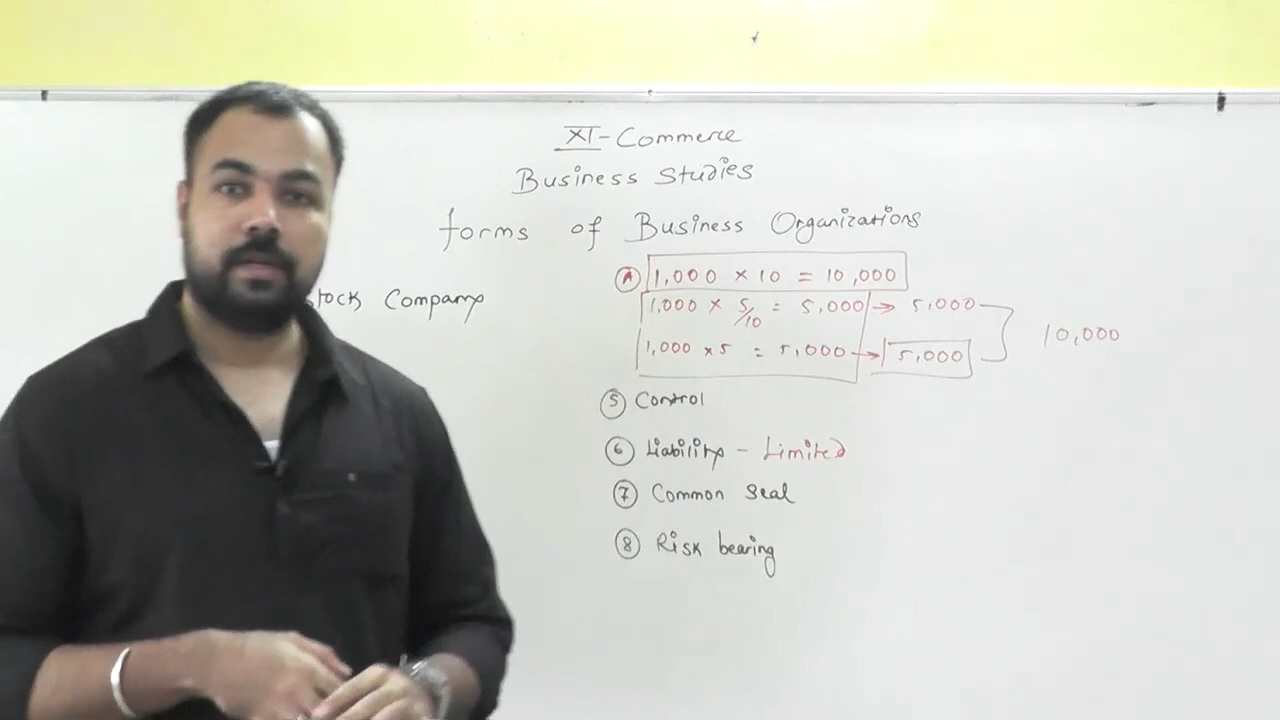 XI-Commerce
Business Studies
forms of Business Organizations
Stock Company
A 1,000 × 10 = 10,000
1,000 × 5/10 = 5,000 → 5,000
1,000 × 5 = 5,000 → 5,000
10,000
5 Control
6 Liability - Limited
7 Common Seal
8 Risk bearing